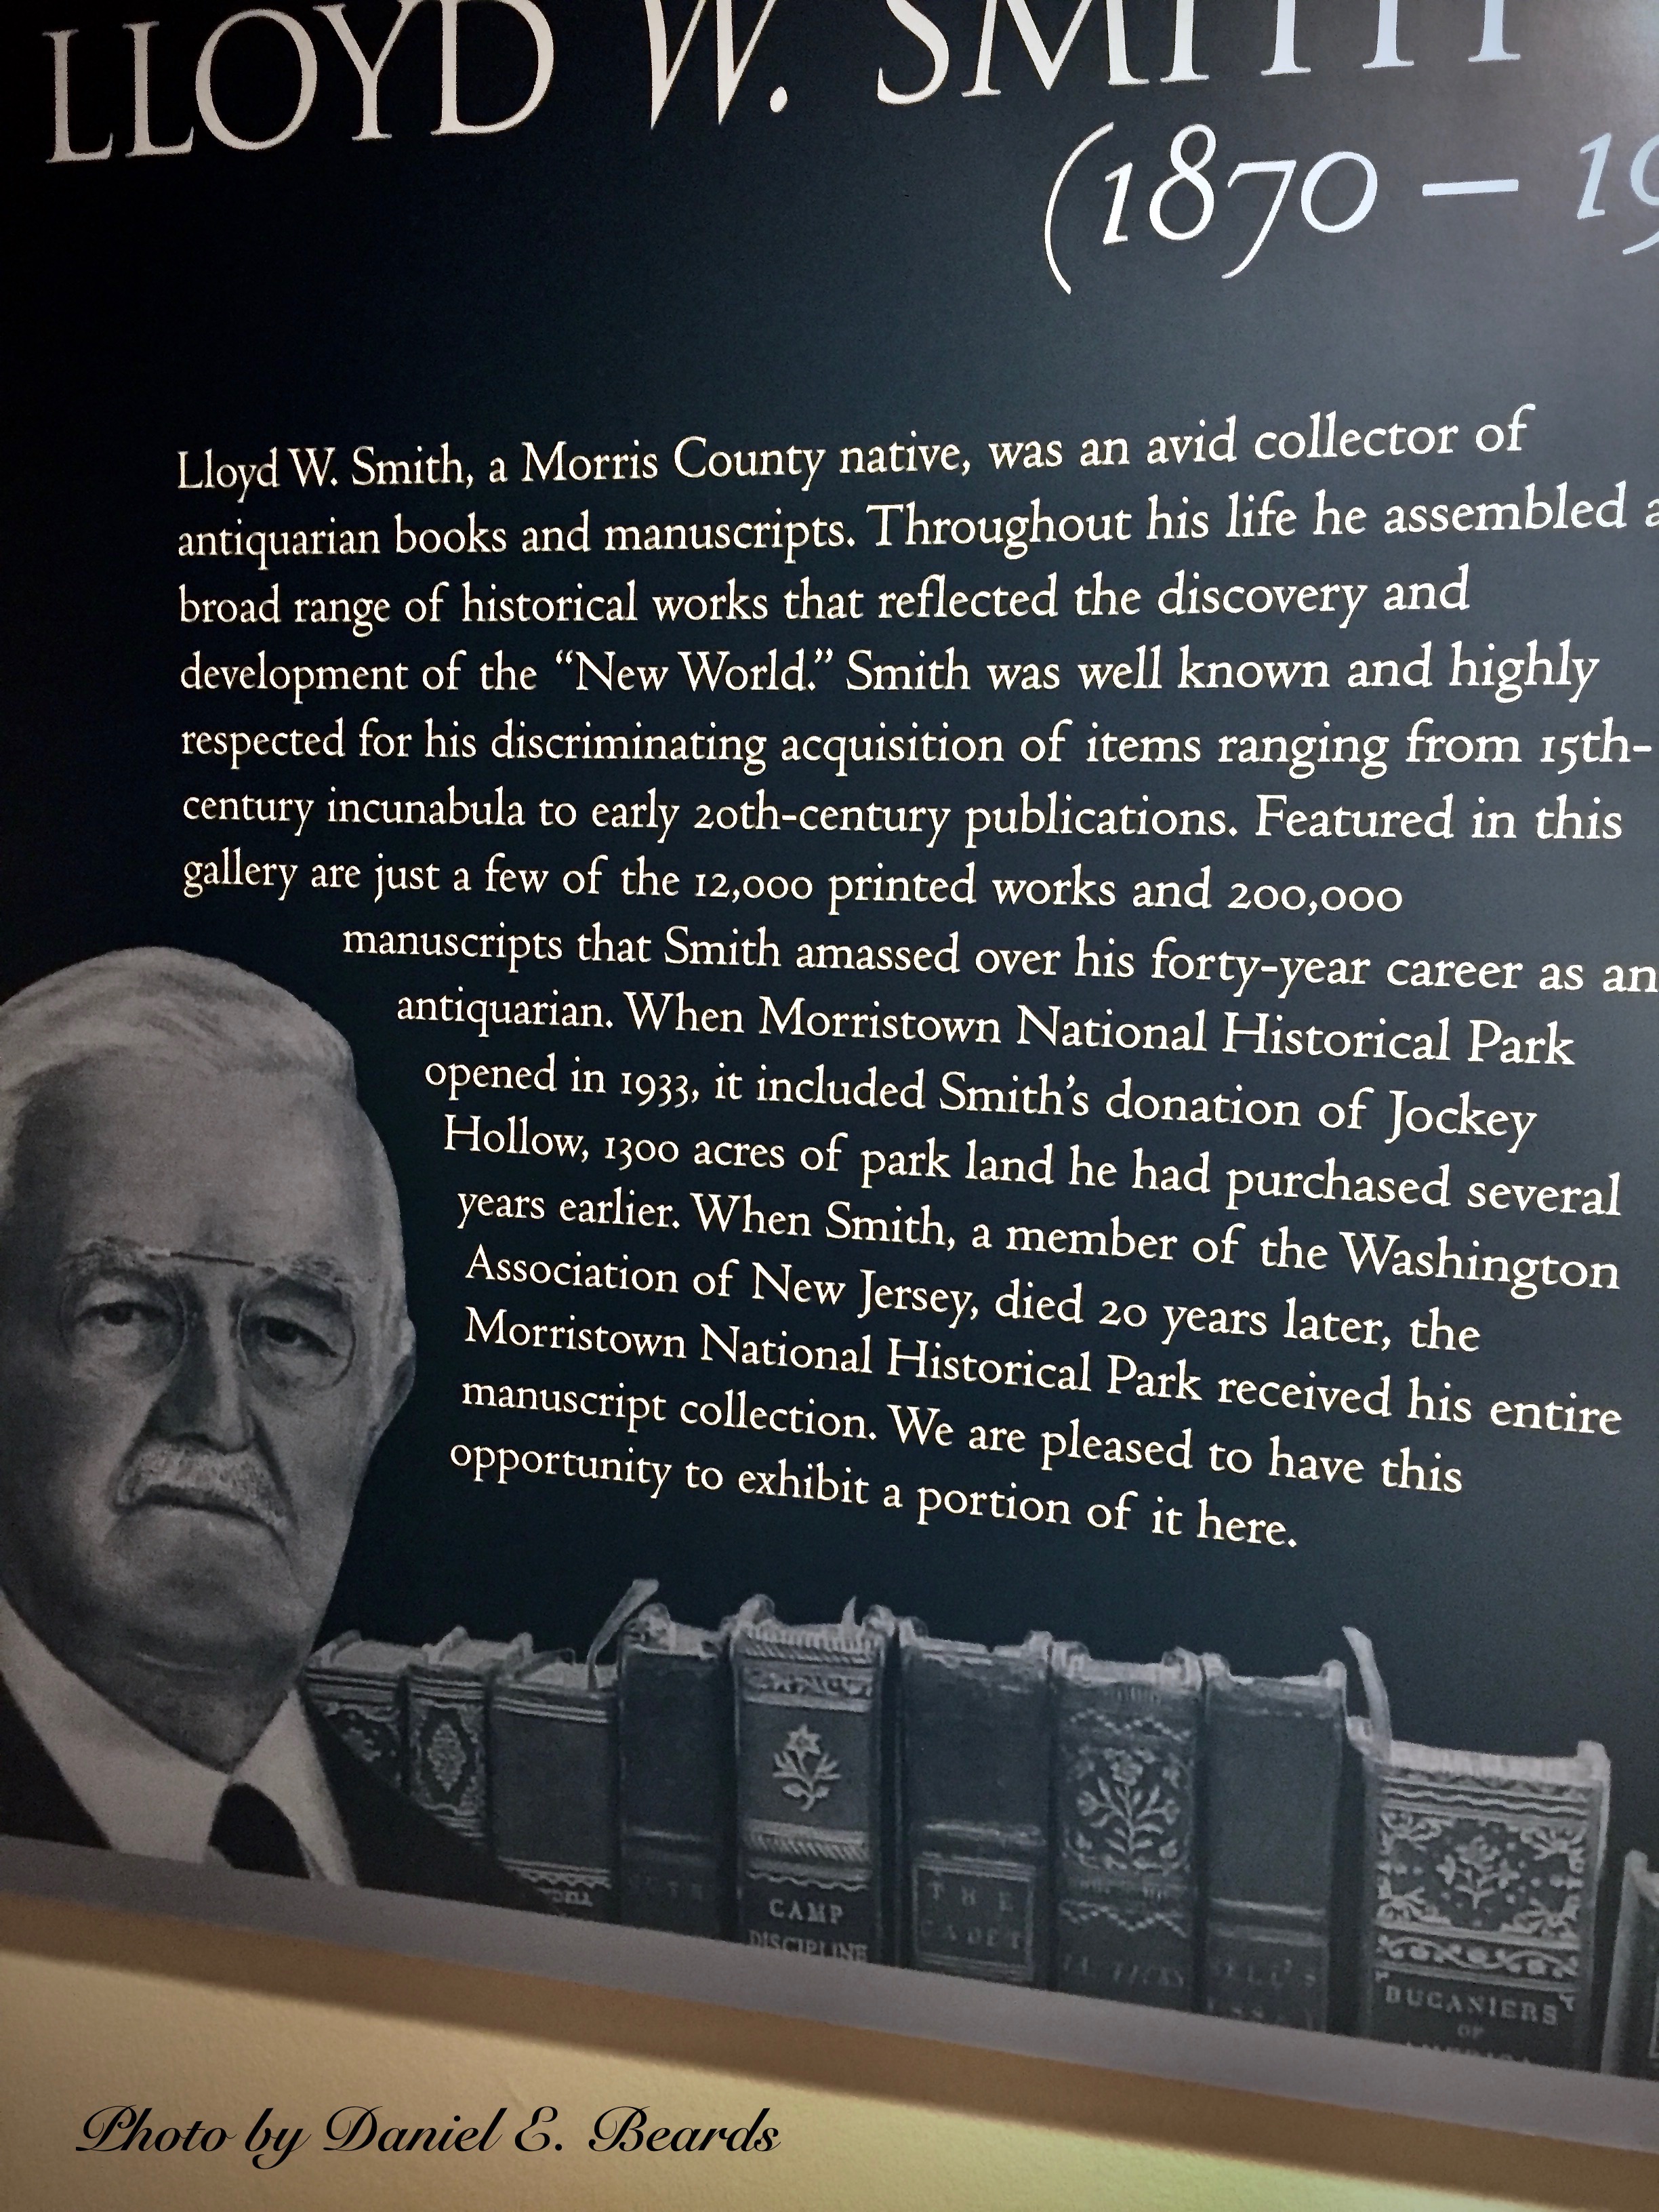 LLOYD W. SMITH
(1870 – 19
Lloyd W. Smith, a Morris County native, was an avid collector of
antiquarian books and manuscripts. Throughout his life he assembled a
broad range of historical works that reflected the discovery and
development of the “New World.” Smith was well known and highly
respected for his discriminating acquisition of items ranging from 15th-
century incunabula to early 20th-century publications. Featured in this
gallery are just a few of the 12,000 printed works and 200,000
manuscripts that Smith amassed over his forty-year career as an
antiquarian. When Morristown National Historical Park
opened in 1933, it included Smith’s donation of Jockey
Hollow, 1300 acres of park land he had purchased several
years earlier. When Smith, a member of the Washington
Association of New Jersey, died 20 years later, the
Morristown National Historical Park received his entire
manuscript collection. We are pleased to have this
opportunity to exhibit a portion of it here.
CAMP
DISCIPLINE
THE
CADET
BUCANIERS
OF
Photo by Daniel E. Beards